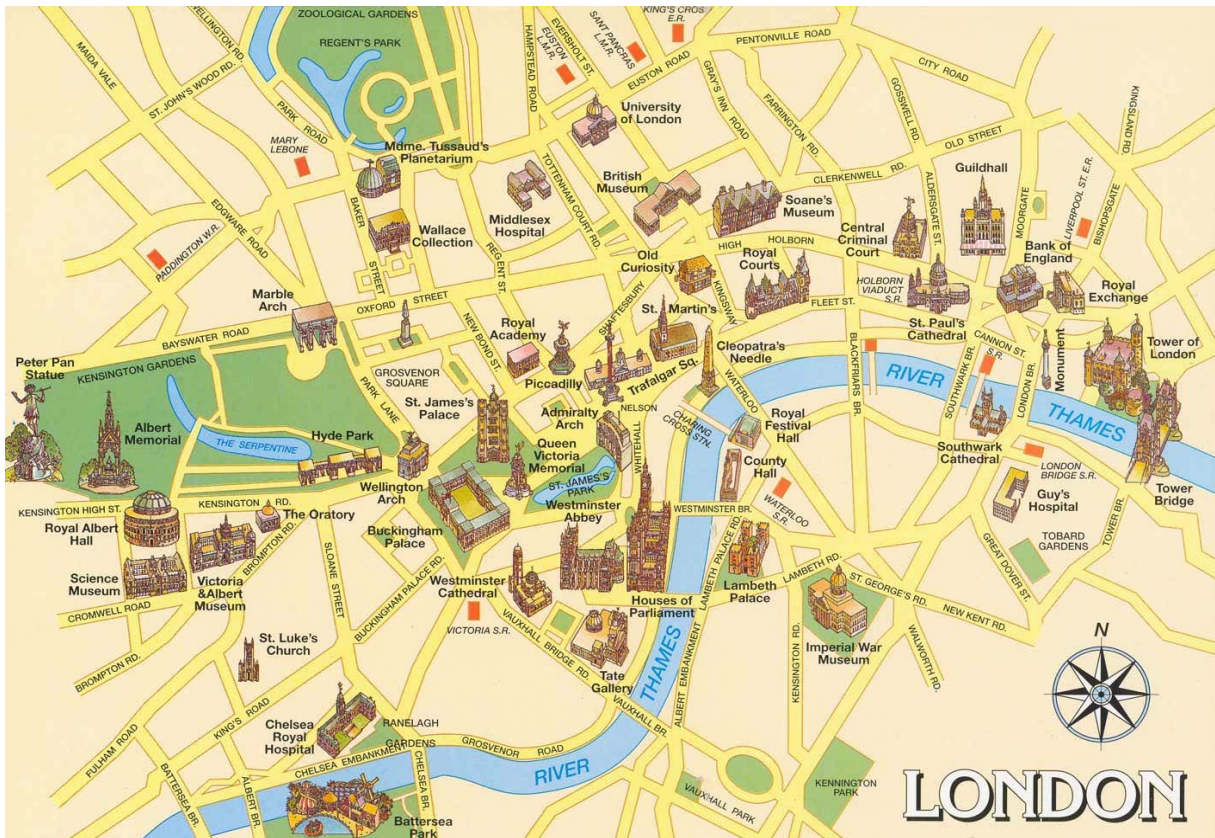 ZOOLOGICAL GARDENS
REGENT'S PARK
WELLINGTON RD.
MAIDA VALE
ST. JOHN'S WOOD RD.
PARK ROAD
HAMPSTEAD ROAD
EVERSHOLT ST.
EUSTON
L.M.R.
SANT PANCRAS
L.M.R.
KING'S CROS
E.R.
EUSTON ROAD
PENTONVILLE ROAD
CITY ROAD
GRAY'S INN ROAD
FARRINGTON RD.
GOSSWELL RD.
OLD STREET
KINGSLAND RD.
MARY
LEBONE
Mdme. Tussaud's
Planetarium
University
of London
TOTTENHAM COURT RD.
British
Museum
CLERKENWELL RD.
ALDERSGATE ST.
Guildhall
MOORGATE
LIVERPOOL ST. E.R.
BISHOPSGATE
EDGWARE ROAD
PADDINGTON W.R.
BAKER
STREET
Wallace
Collection
Middlesex
Hospital
REGENT ST.
Soane's
Museum
Central
Criminal
Court
HIGH
HOLBORN
Bank of
England
Royal
Exchange
Old
Curiosity
KINGSWAY
Royal
Courts
HOLBORN
VIADUCT
S.R.
Marble
Arch
OXFORD STREET
NEW BOND ST.
Royal
Academy
SHAFTESBURY
St. Martin's
FLEET ST.
St. Paul's
Cathedral
CANNON ST.
S.R.
Monument
Tower of
London
BAYSWATER ROAD
KENSINGTON GARDENS
Peter Pan
Statue
GROSVENOR
SQUARE
PARK LANE
Piccadilly
Trafalgar Sq.
Cleopatra's
Needle
WATERLOO
BLACKFRIARS BR.
RIVER
THAMES
SOUTHWARK BR.
LONDON BR.
Albert
Memorial
THE SERPENTINE
Hyde Park
St. James's
Palace
Admiralty
Arch
NELSON
WHITEHALL
CHARING
CROSS STN.
Royal
Festival
Hall
Southwark
Cathedral
LONDON
BRIDGE S.R.
Tower
Bridge
Wellington
Arch
Queen
Victoria
Memorial
ST. JAMES'S
PARK
County
Hall
WATERLOO
S.R.
Guy's
Hospital
TOWER BR.
KENSINGTON HIGH ST.
KENSINGTON RD.
Royal Albert
Hall
The Oratory
BROMPTON RD.
Buckingham
Palace
Westminster
Abbey
WESTMINSTER BR.
TOBARD
GARDENS
GREAT DOVER ST.
Science
Museum
Victoria
&Albert
Museum
SLOANE STREET
BUCKINGHAM PALACE RD.
Westminster
Cathedral
Houses of
Parliament
LAMBETH PALACE RD.
Lambeth
Palace
LAMBETH RD.
ST. GEORGE'S RD.
NEW KENT RD.
CROMWELL ROAD
VICTORIA S.R.
VAUXHALL
BRIDGE RD.
Imperial War
Museum
WALWORTH RD.
KENSINGTON RD.
St. Luke's
Church
Tate
Gallery
THAMES
ALBERT EMBANKMENT
N
BROMPTON RD.
FULHAM ROAD
KING'S ROAD
Chelsea
Royal
Hospital
RANELAGH
GARDENS
GROSVENOR ROAD
VAUXHALL BR.
CHELSEA EMBANKMENT
RIVER
BATTERSEA BR.
ALBERT BR.
CHELSEA BR.
Battersea
Park
VAUXHALL PARK
KENNINGTON
PARK
LONDON